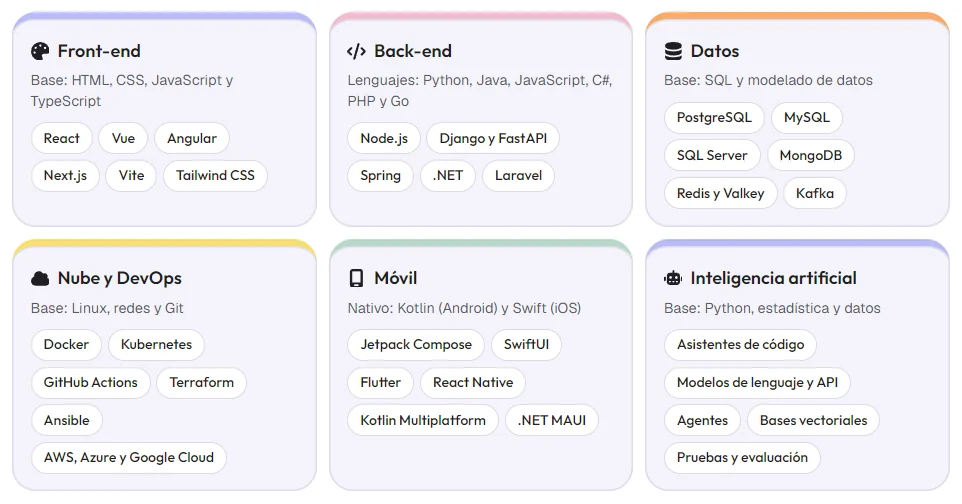 Front-end
Base: HTML, CSS, JavaScript y
TypeScript
React
Vue
Angular
Next.js
Vite
Tailwind CSS
Back-end
Lenguajes: Python, Java, JavaScript, C#,
PHP y Go
Node.js
Django y FastAPI
Spring
.NET
Laravel
Datos
Base: SQL y modelado de datos
PostgreSQL
MySQL
SQL Server
MongoDB
Redis y Valkey
Kafka
Nube y DevOps
Base: Linux, redes y Git
Docker
Kubernetes
GitHub Actions
Terraform
Ansible
AWS, Azure y Google Cloud
Móvil
Nativo: Kotlin (Android) y Swift (iOS)
Jetpack Compose
SwiftUI
Flutter
React Native
Kotlin Multiplatform
.NET MAUI
Inteligencia artificial
Base: Python, estadística y datos
Asistentes de código
Modelos de lenguaje y API
Agentes
Bases vectoriales
Pruebas y evaluación